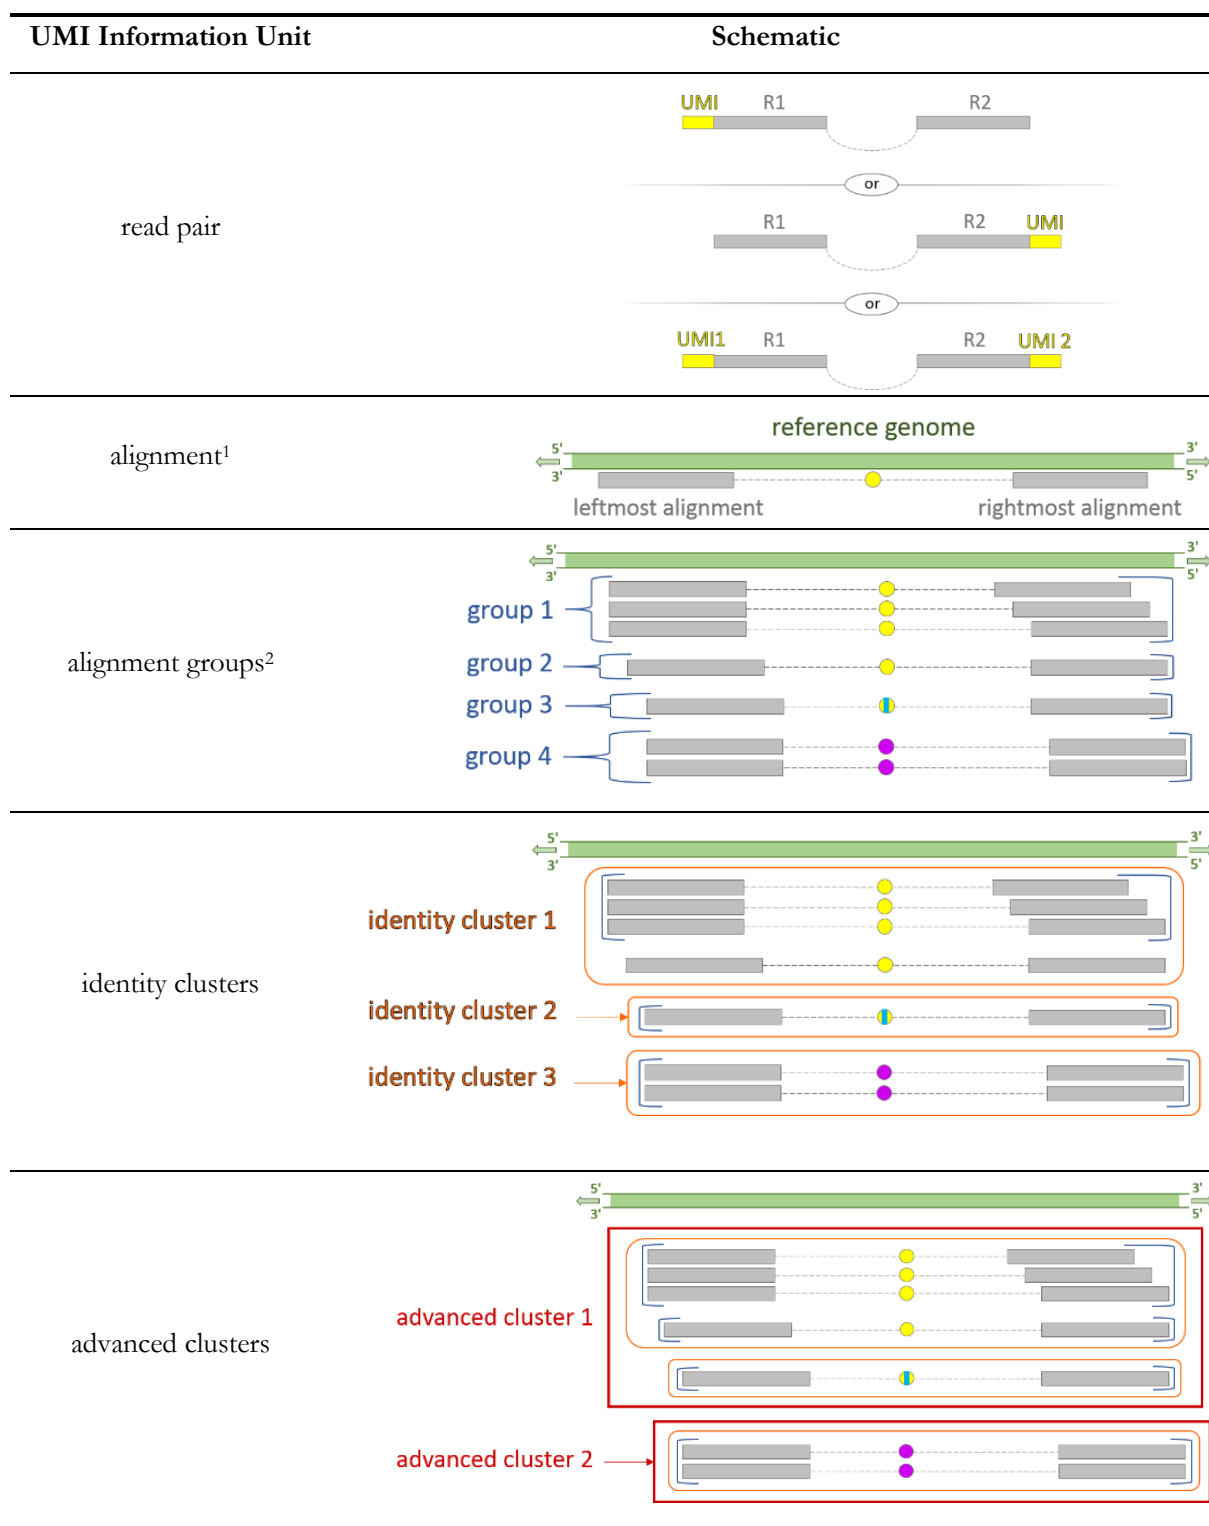 UMI Information Unit Schematic
UMI R1 R2
or
read pair
R1 R2 UMI
or
UMI1 R1 R2 UMI 2
alignment¹
reference genome
5' 3'
3' 5'
leftmost alignment rightmost alignment
alignment groups²
5' 3'
3' 5'
group 1
group 2
group 3
group 4
identity clusters
5' 3'
3' 5'
identity cluster 1
identity cluster 2
identity cluster 3
advanced clusters
5' 3'
3' 5'
advanced cluster 1
advanced cluster 2